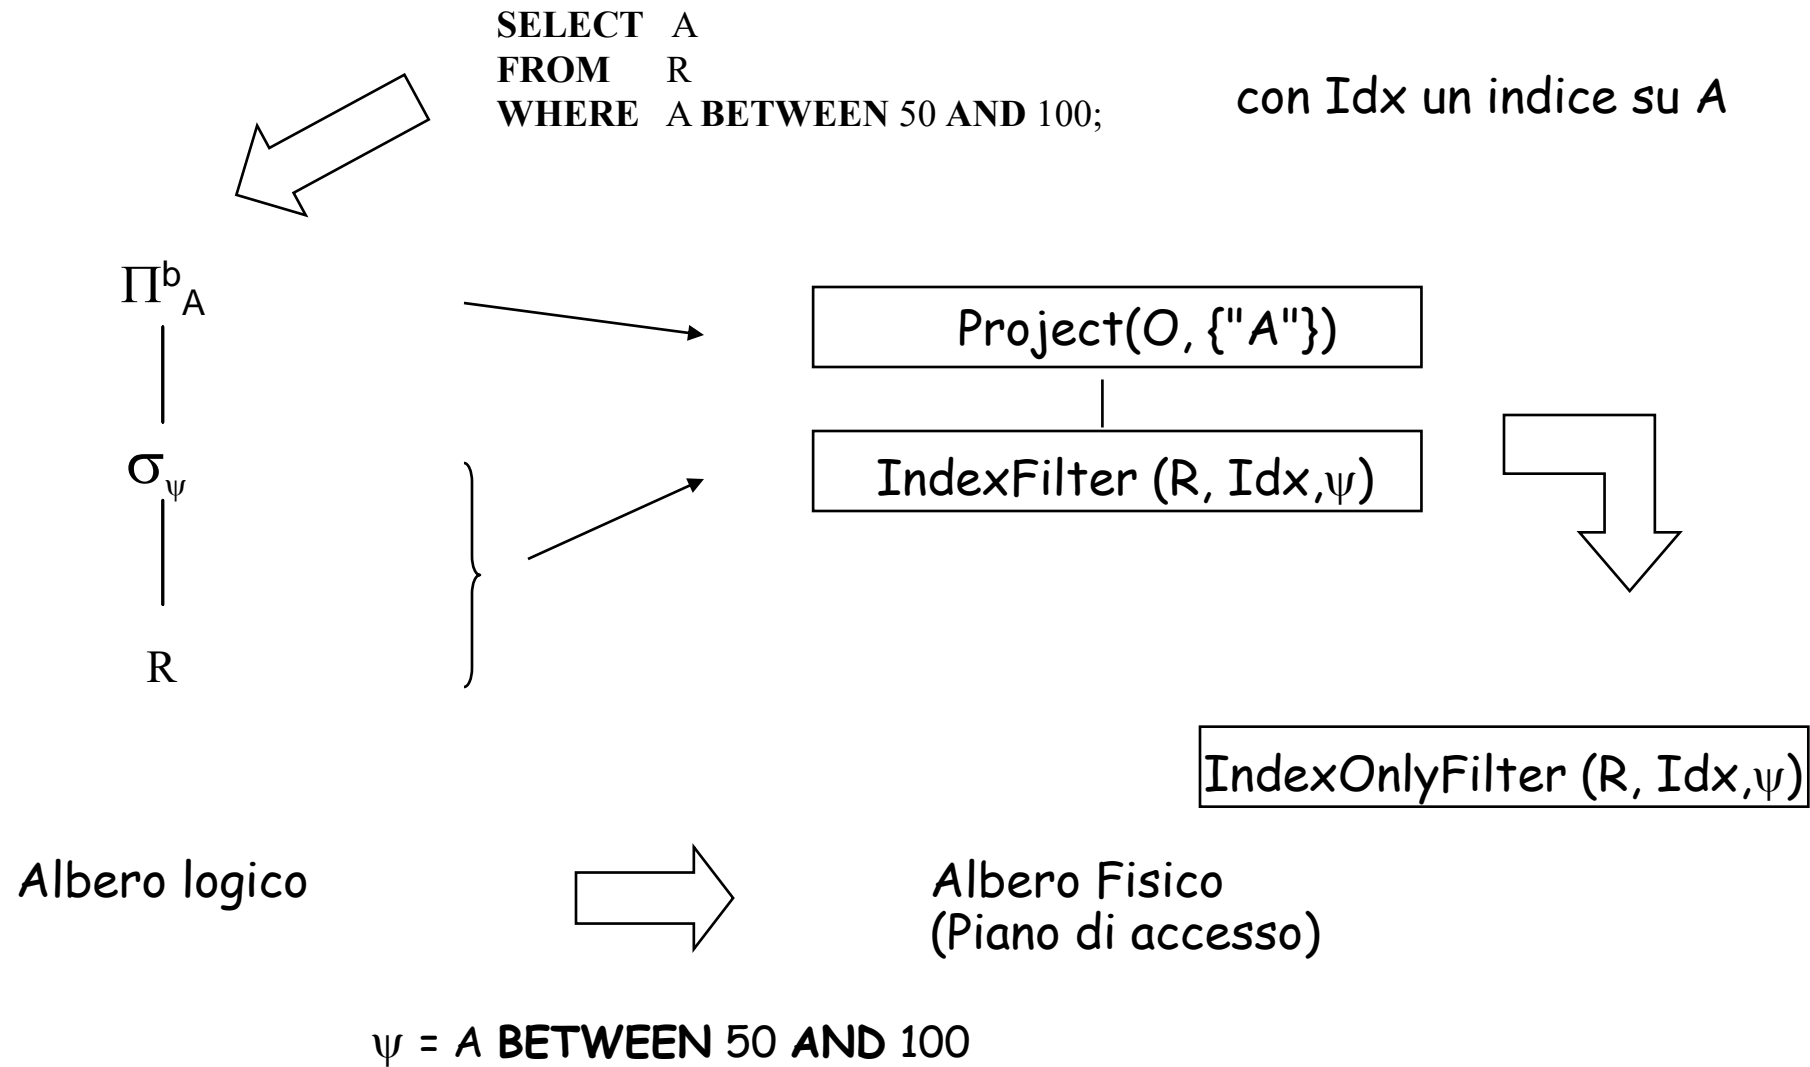 SELECT A
FROM R
WHERE A BETWEEN 50 AND 100;
con Idx un indice su A
Πᵇ_A
Project(O, {"A"})
σ_ψ
IndexFilter (R, Idx,ψ)
R
IndexOnlyFilter (R, Idx,ψ)
Albero logico
Albero Fisico
(Piano di accesso)
ψ = A BETWEEN 50 AND 100